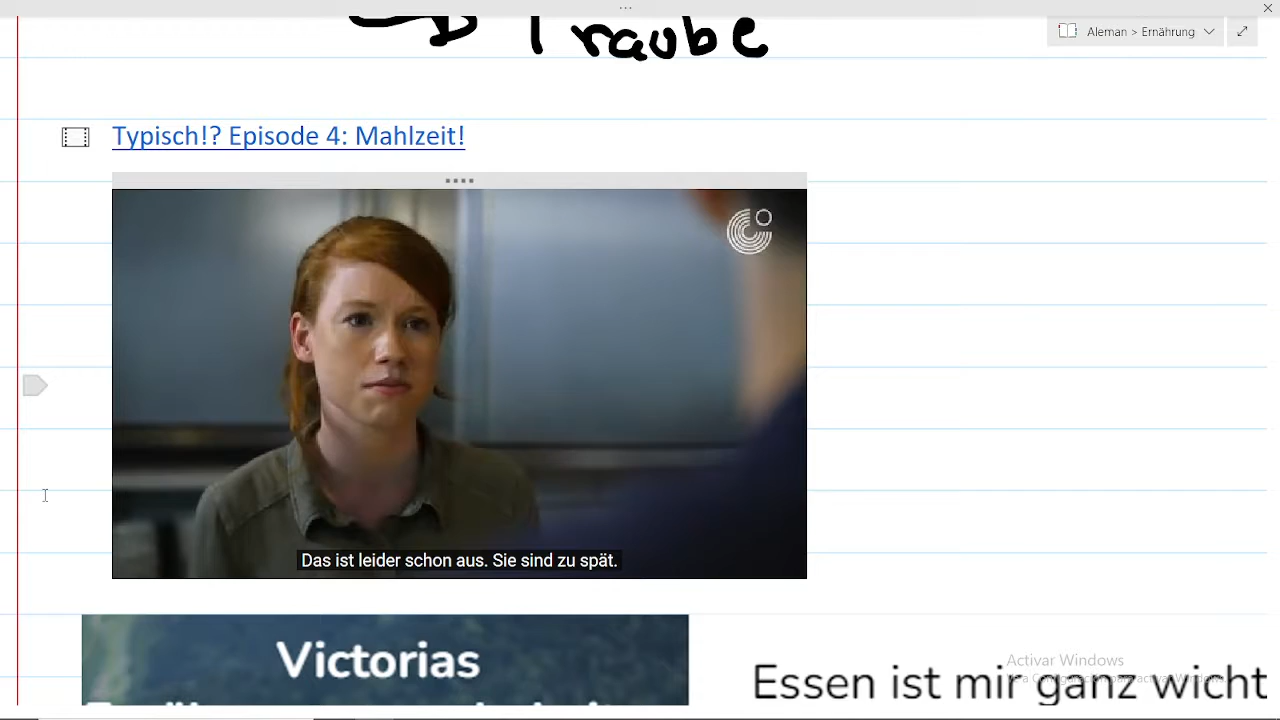 Traube
Aleman > Ernährung
Typisch!? Episode 4: Mahlzeit!
Das ist leider schon aus. Sie sind zu spät.
Victorias
Essen ist mir ganz wicht
Activar Windows